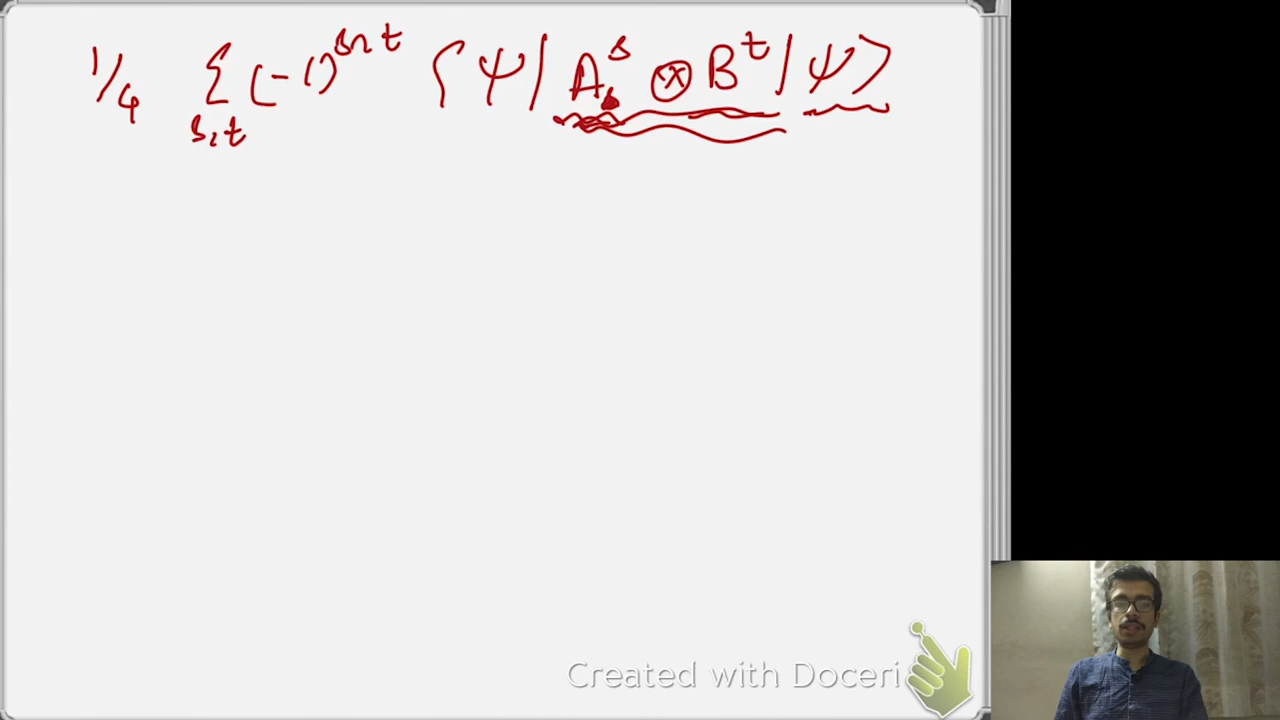 1/4 Σ (-1)^{s∩t} ⟨ψ| A^s ⊗ B^t |ψ⟩
s,t
Created with Doceri